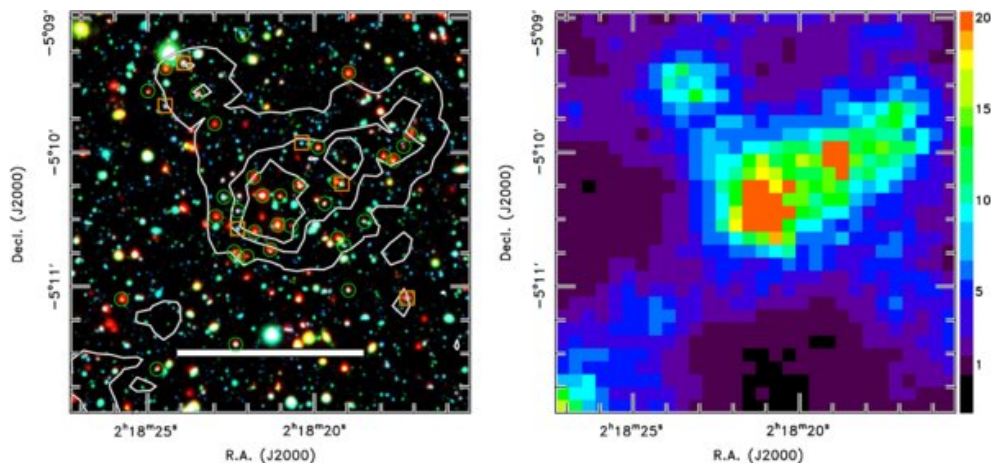 -5°09'
-5°10'
-5°11'
Decl. (J2000)
2ʰ18ᵐ25ˢ
2ʰ18ᵐ20ˢ
R.A. (J2000)
-5°09'
-5°10'
-5°11'
Decl. (J2000)
2ʰ18ᵐ25ˢ
2ʰ18ᵐ20ˢ
R.A. (J2000)
20
15
10
5
1